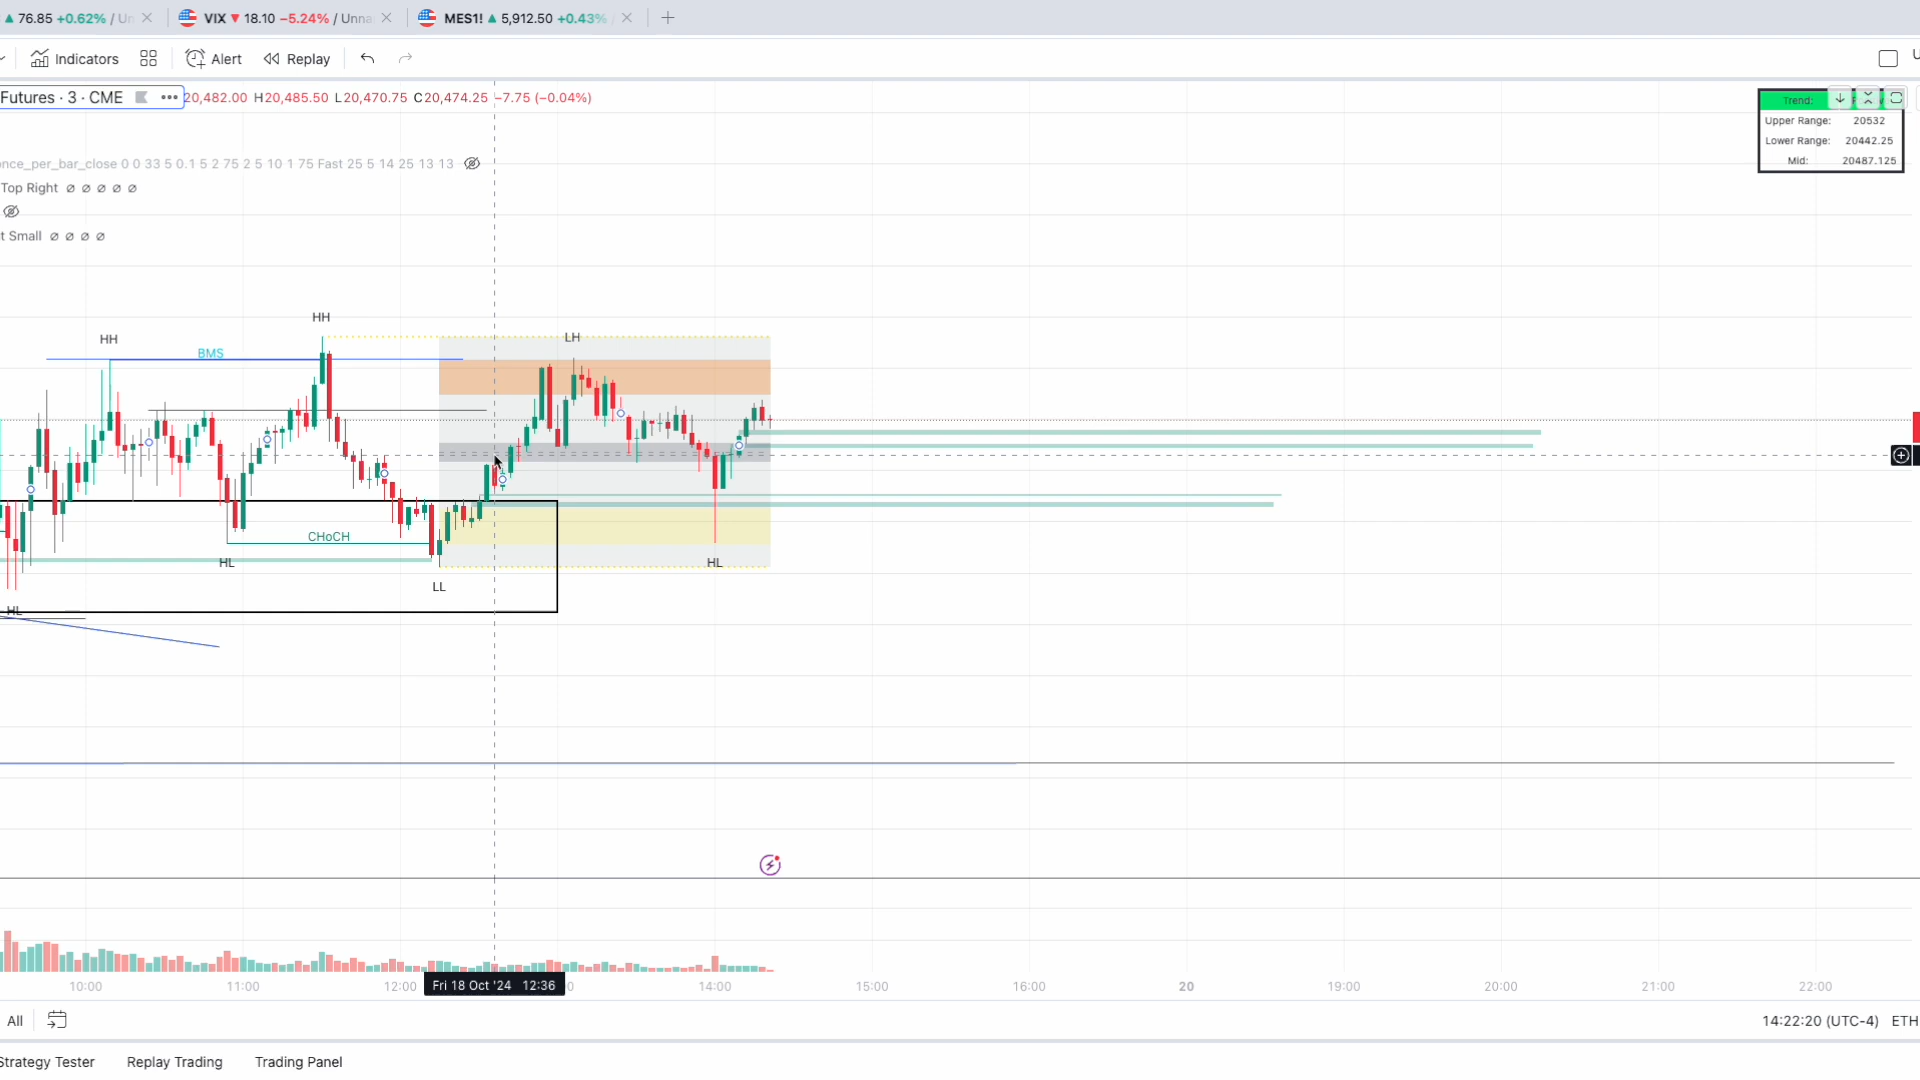 76.85 +0.62% / Un
VIX 18.10 −5.24% / Unna
MES1! 5,912.50 +0.43%
Indicators
Alert
Replay
Futures · 3 · CME
20,482.00 H20,485.50 L20,470.75 C20,474.25 −7.75 (−0.04%)
Trend:
Upper Range: 20532
Lower Range: 20442.25
Mid: 20487.125
once_per_bar_close 0 0 33 5 0.1 5 2 75 2 5 10 1 75 Fast 25 5 14 25 13 13
Top Right
t Small
HH
HH
LH
BMS
CHoCH
HL
LL
HL
HL
10:00
11:00
12:00
Fri 18 Oct '24 12:36
14:00
15:00
16:00
20
19:00
20:00
21:00
22:00
All
14:22:20 (UTC-4)
ETH
Strategy Tester
Replay Trading
Trading Panel